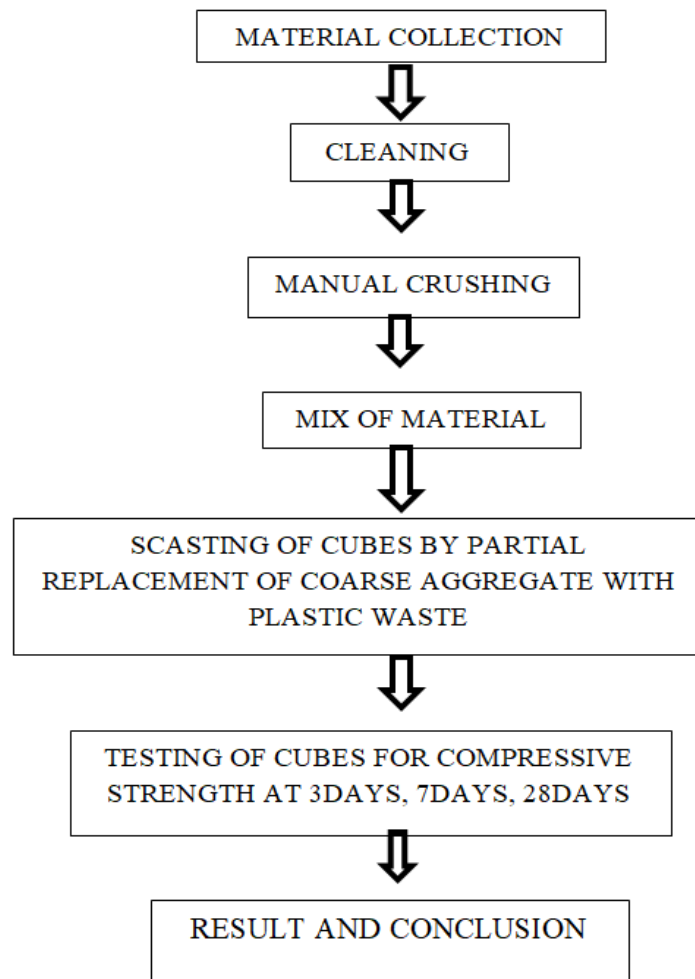 MATERIAL COLLECTION
CLEANING
MANUAL CRUSHING
MIX OF MATERIAL
SCASTING OF CUBES BY PARTIAL
REPLACEMENT OF COARSE AGGREGATE WITH
PLASTIC WASTE
TESTING OF CUBES FOR COMPRESSIVE
STRENGTH AT 3DAYS, 7DAYS, 28DAYS
RESULT AND CONCLUSION